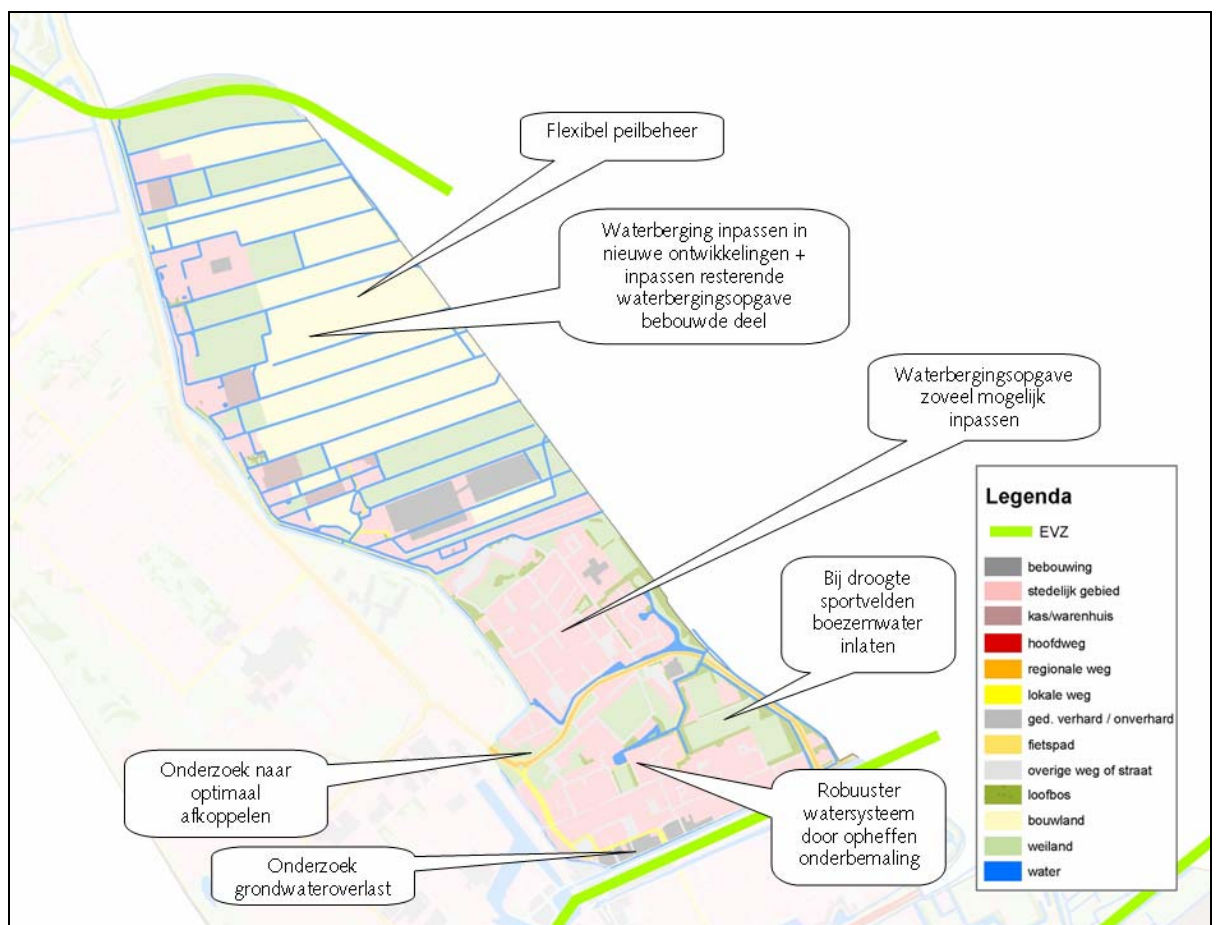 Flexibel peilbeheer
Waterberging inpassen in
nieuwe ontwikkelingen +
inpassen resterende
waterbergingsopgave
bebouwde deel
Waterbergingsopgave
zoveel mogelijk
inpassen
Bij droogte
sportvelden
boezemwater
inlaten
Onderzoek naar
optimaal
afkoppelen
Onderzoek
grondwateroverlast
Robuuster
watersysteem
door opheffen
onderbemaling
Legenda
EVZ
bebouwing
stedelijk gebied
kas/warenhuis
hoofdweg
regionale weg
lokale weg
ged. verhard / onverhard
fietspad
overige weg of straat
loofbos
bouwland
weiland
water